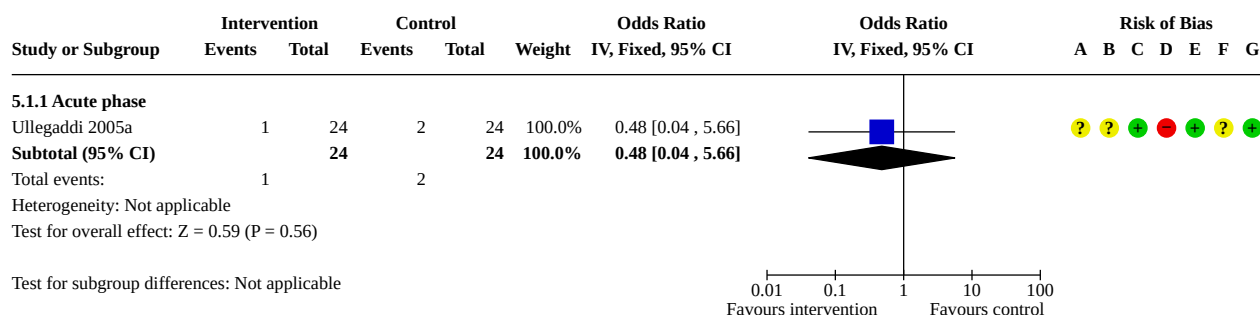 Intervention Control Odds Ratio Odds Ratio Risk of Bias
Study or Subgroup Events Total Events Total Weight IV, Fixed, 95% CI IV, Fixed, 95% CI A B C D E F G
5.1.1 Acute phase
Ullegaddi 2005a 1 24 2 24 100.0% 0.48 [0.04 , 5.66] ? ? + − + ? +
Subtotal (95% CI) 24 24 100.0% 0.48 [0.04 , 5.66]
Total events: 1 2
Heterogeneity: Not applicable
Test for overall effect: Z = 0.59 (P = 0.56)
Test for subgroup differences: Not applicable
0.01 0.1 1 10 100
Favours intervention Favours control